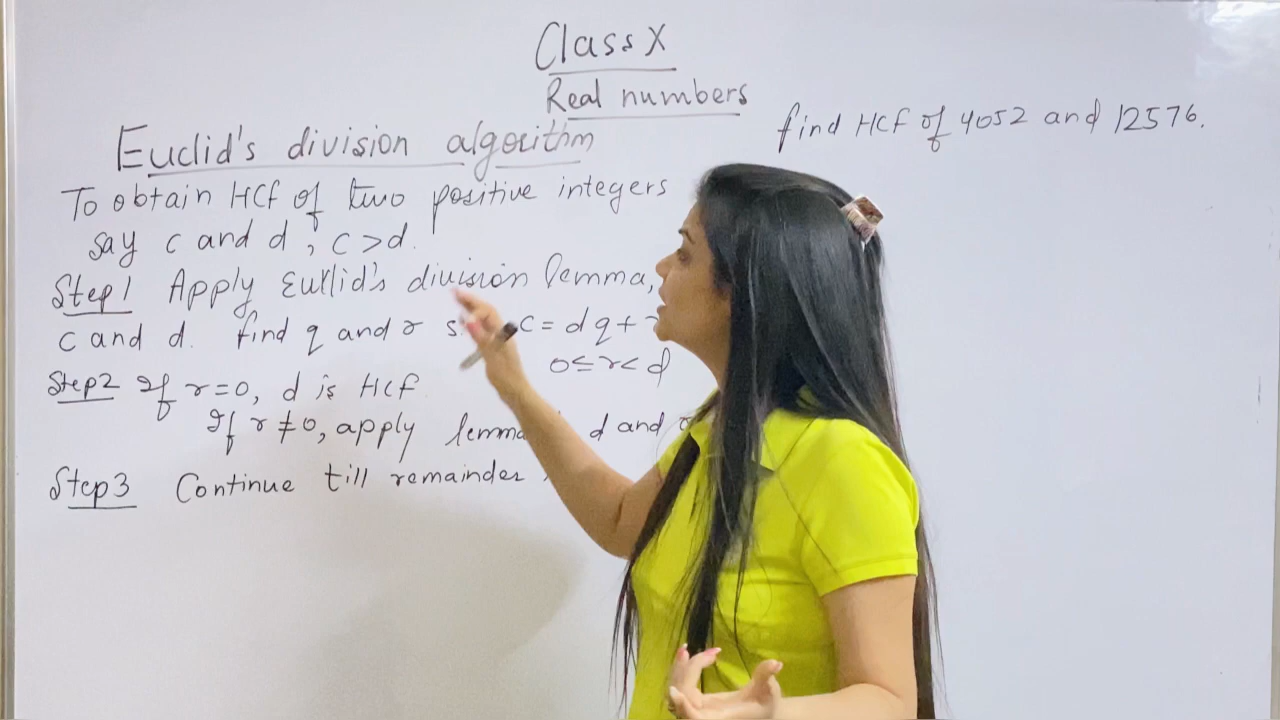 Class X
Real numbers
find HCF of 4052 and 12576.
Euclid's division algorithm
To obtain HCF of two positive integers
say c and d, c>d.
Step1 Apply Euclid's division lemma,
c and d. find q and r s c = dq+
0≤r<d
Step2 If r=0, d is HCF
If r≠0, apply lemma d and
Step3 Continue till remainder